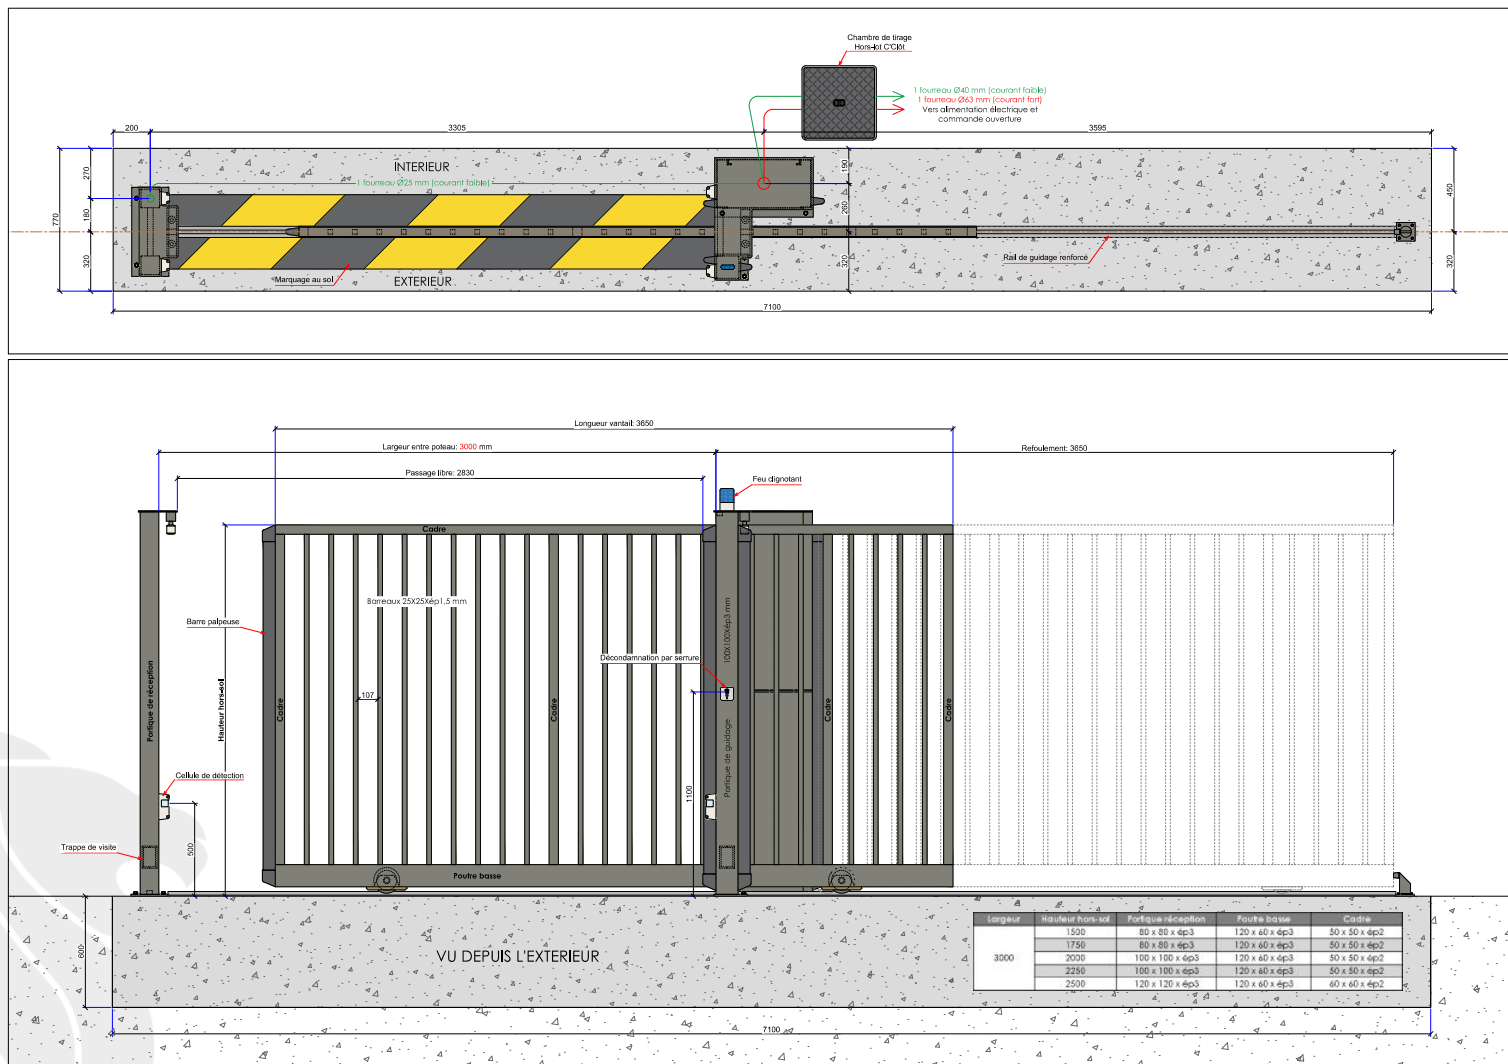 Chambre de tirage
Hors-lot C'Clôt
1 fourreau Ø40 mm (courant faible)
1 fourreau Ø63 mm (courant fort)
Vers alimentation électrique et
commande ouverture
200
3305
3595
INTERIEUR
1 fourreau Ø25 mm (courant faible)
270
180
320
770
190
260
320
450
320
Rail de guidage renforcé
Marquage au sol
EXTERIEUR
7100
Longueur vantail: 3650
Largeur entre poteau: 3000 mm
Refoulement: 3650
Passage libre: 2830
Feu clignotant
Cadre
Barreaux 25X25Xép1,5 mm
Barre palpeuse
100X100Xép3 mm
Décondamnation par serrure
Portique de réception
Hauteur hors-sol
Cadre
107
Cadre
Portique de guidage
Cadre
Cadre
Cellule de détection
1100
500
Trappe de visite
Poutre basse
600
VU DEPUIS L'EXTERIEUR
Largeur Hauteur hors-sol Portique réception Poutre basse Cadre
3000
1500 80 x 80 x ép3 120 x 60 x ép3 50 x 50 x ép2
1750 80 x 80 x ép3 120 x 60 x ép3 50 x 50 x ép2
2000 100 x 100 x ép3 120 x 60 x ép3 50 x 50 x ép2
2250 100 x 100 x ép3 120 x 60 x ép3 50 x 50 x ép2
2500 120 x 120 x ép3 120 x 60 x ép3 60 x 60 x ép2
7100